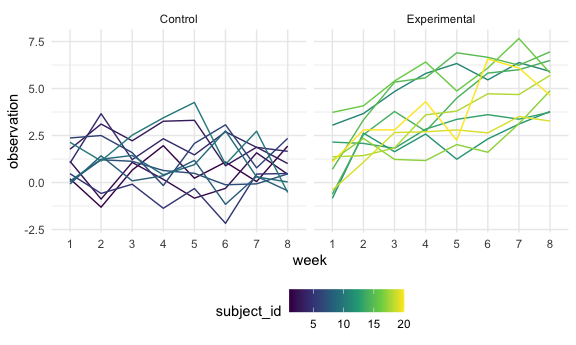 Control Experimental
7.5
5.0
2.5
0.0
-2.5
observation
1 2 3 4 5 6 7 8 1 2 3 4 5 6 7 8
week
subject_id
5 10 15 20